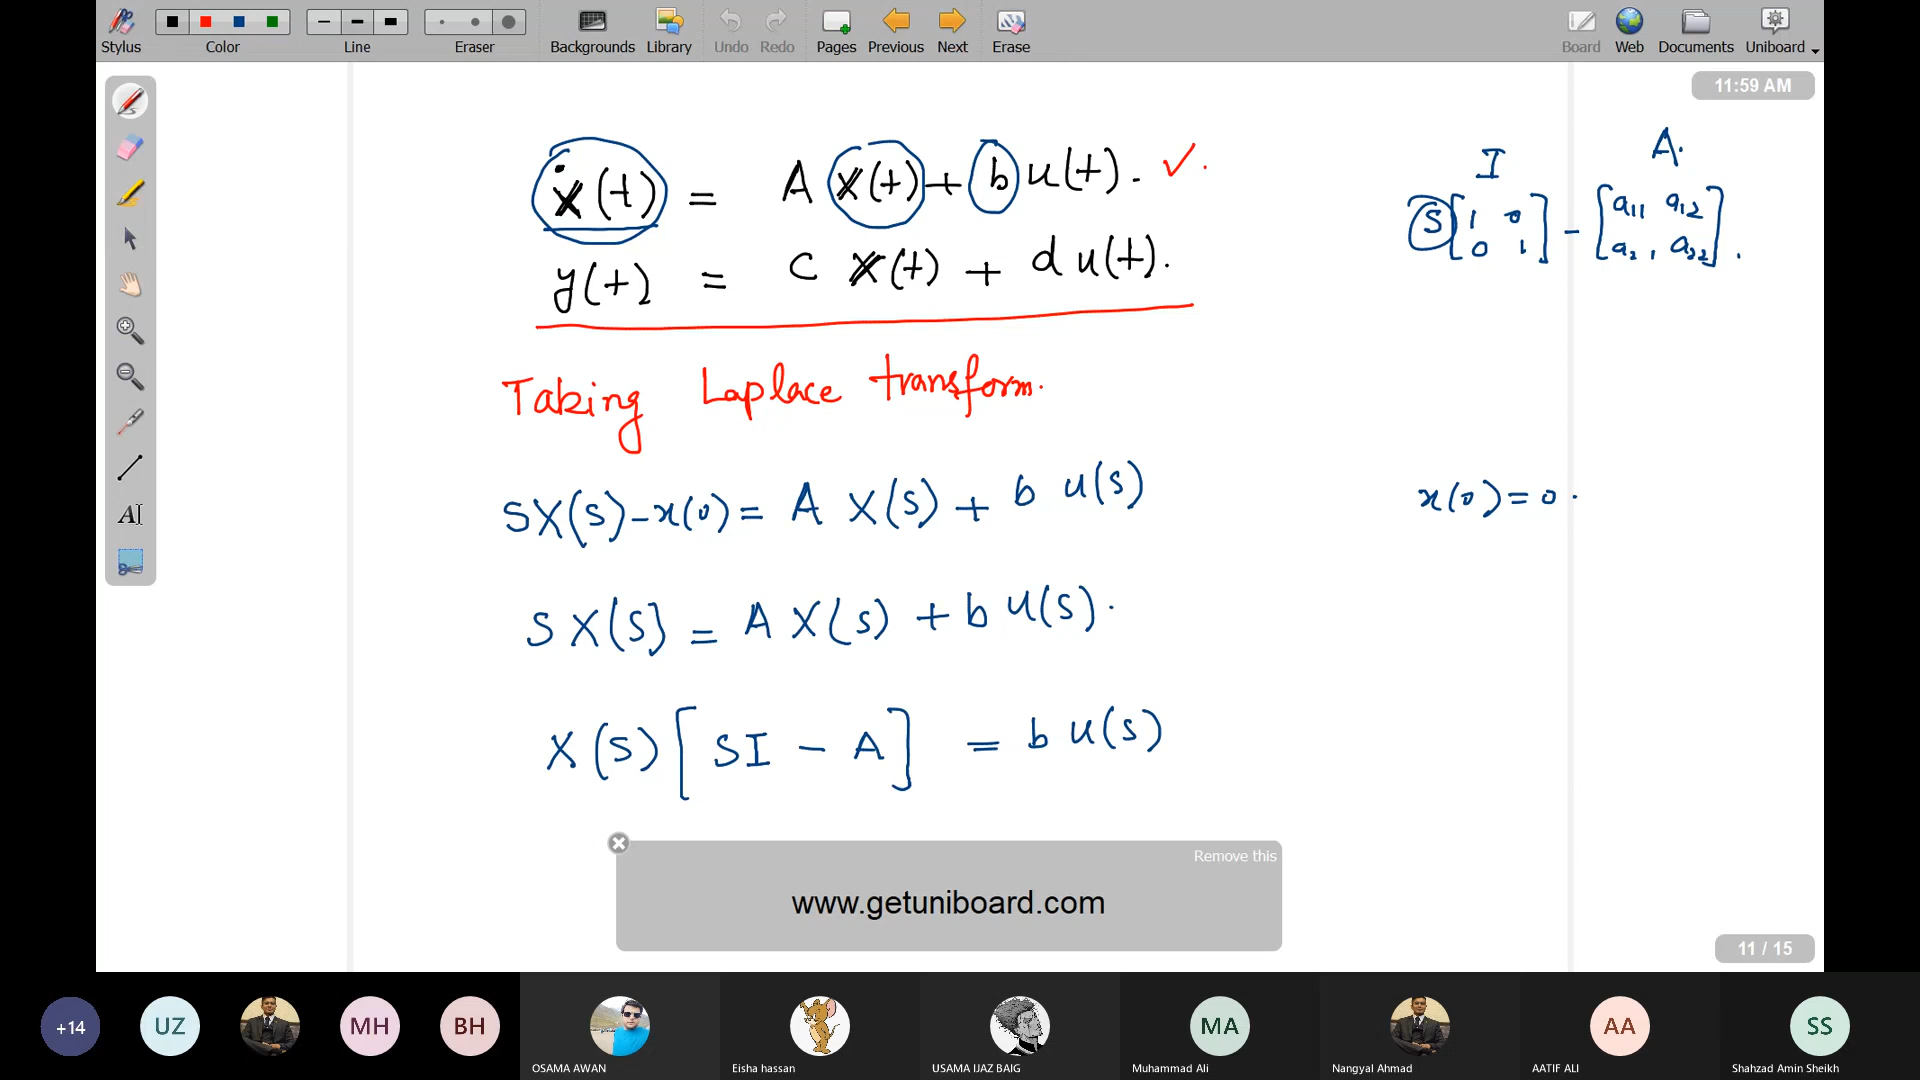 Stylus Color Line Eraser Backgrounds Library Undo Redo Pages Previous Next Erase Board Web Documents Uniboard
11:59 AM
ẋ(t) = A x(t) + b u(t). ✓.
y(t) = c x(t) + d u(t).
I A.
S [1 0 - [a11 a12
0 1] a21 a22].
Taking Laplace transform.
SX(S) - x(0) = A X(S) + b u(S)
x(0) = 0.
S X(S) = A X(S) + b u(S).
X(S) [SI - A] = b u(S)
Remove this
www.getuniboard.com
11 / 15
+14 UZ MH BH MA AA SS
OSAMA AWAN Eisha hassan USAMA IJAZ BAIG Muhammad Ali Nangyal Ahmad AATIF ALI Shahzad Amin Sheikh